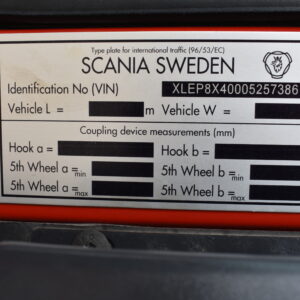 Type plate for international traffic (96/53/EC)
SCANIA SWEDEN
Identification No (VIN) XLEP8X40005257386
Vehicle L = m Vehicle W =
Coupling device measurements (mm)
Hook a = Hook b =
5th Wheel a min = 5th Wheel b min =
5th Wheel a max = 5th Wheel b max =